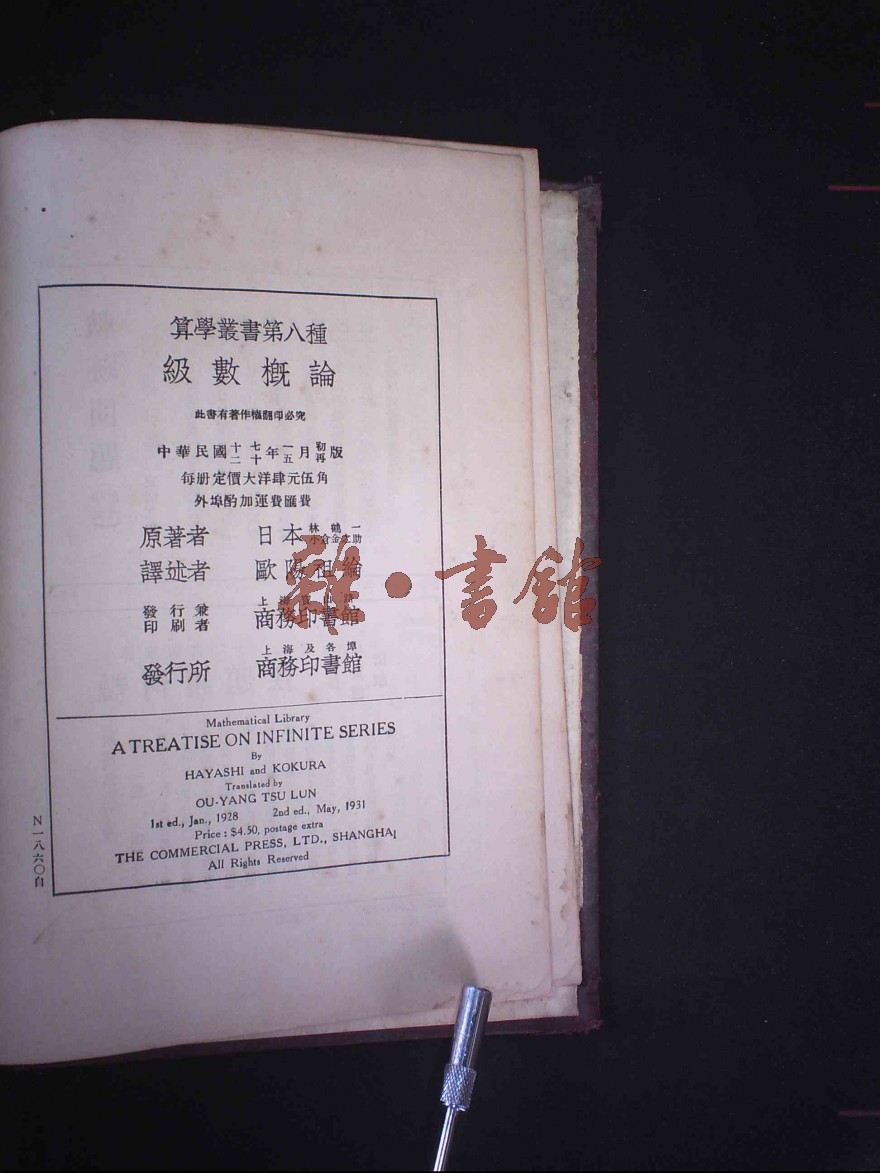 算學叢書第八種
級數概論
此書有著作權翻印必究
中華民國十七年一月初版
二十年五月再版
每册定價大洋肆元伍角
外埠酌加運費匯費
原著者 日本 林鶴一
小倉金之助
譯述者 歐陽祖綸
發行兼印刷者 上海寶山路
商務印書館
發行所 上海及各埠
商務印書館
Mathematical Library
A TREATISE ON INFINITE SERIES
By
HAYASHI and KOKURA
Translated by
OU-YANG TSU LUN
1st ed., Jan., 1928 2nd ed., May, 1931
Price : $4.50, postage extra
THE COMMERCIAL PRESS, LTD., SHANGHAI
All Rights Reserved
N一八六〇自
雜·書館